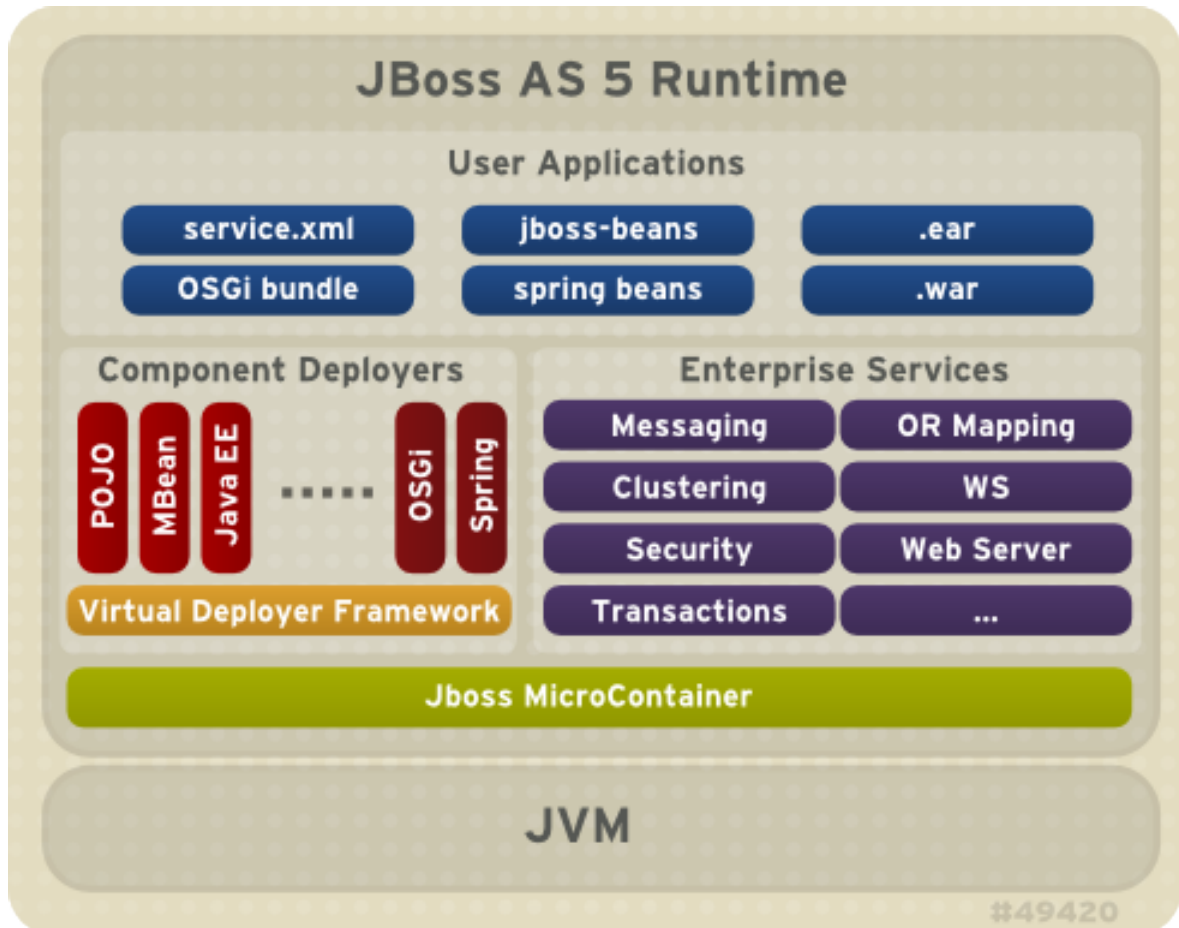 JBoss AS 5 Runtime
User Applications
service.xml
jboss-beans
.ear
OSGi bundle
spring beans
.war
Component Deployers
POJO
MBean
Java EE
.....
OSGi
Spring
Virtual Deployer Framework
Enterprise Services
Messaging
OR Mapping
Clustering
WS
Security
Web Server
Transactions
...
Jboss MicroContainer
JVM
#49420